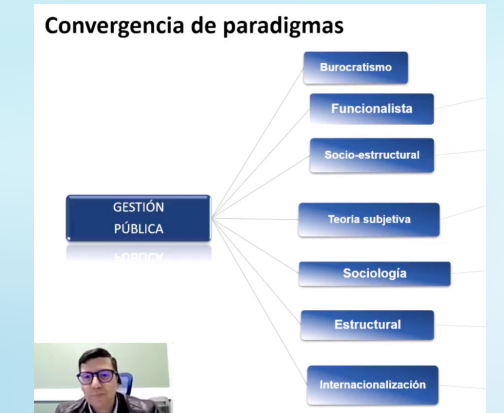 Convergencia de paradigmas
Burocratismo
Funcionalista
Socio-estrructural
GESTIÓN
PÚBLICA
Teoría subjetiva
Sociología
Estructural
Internacionalización